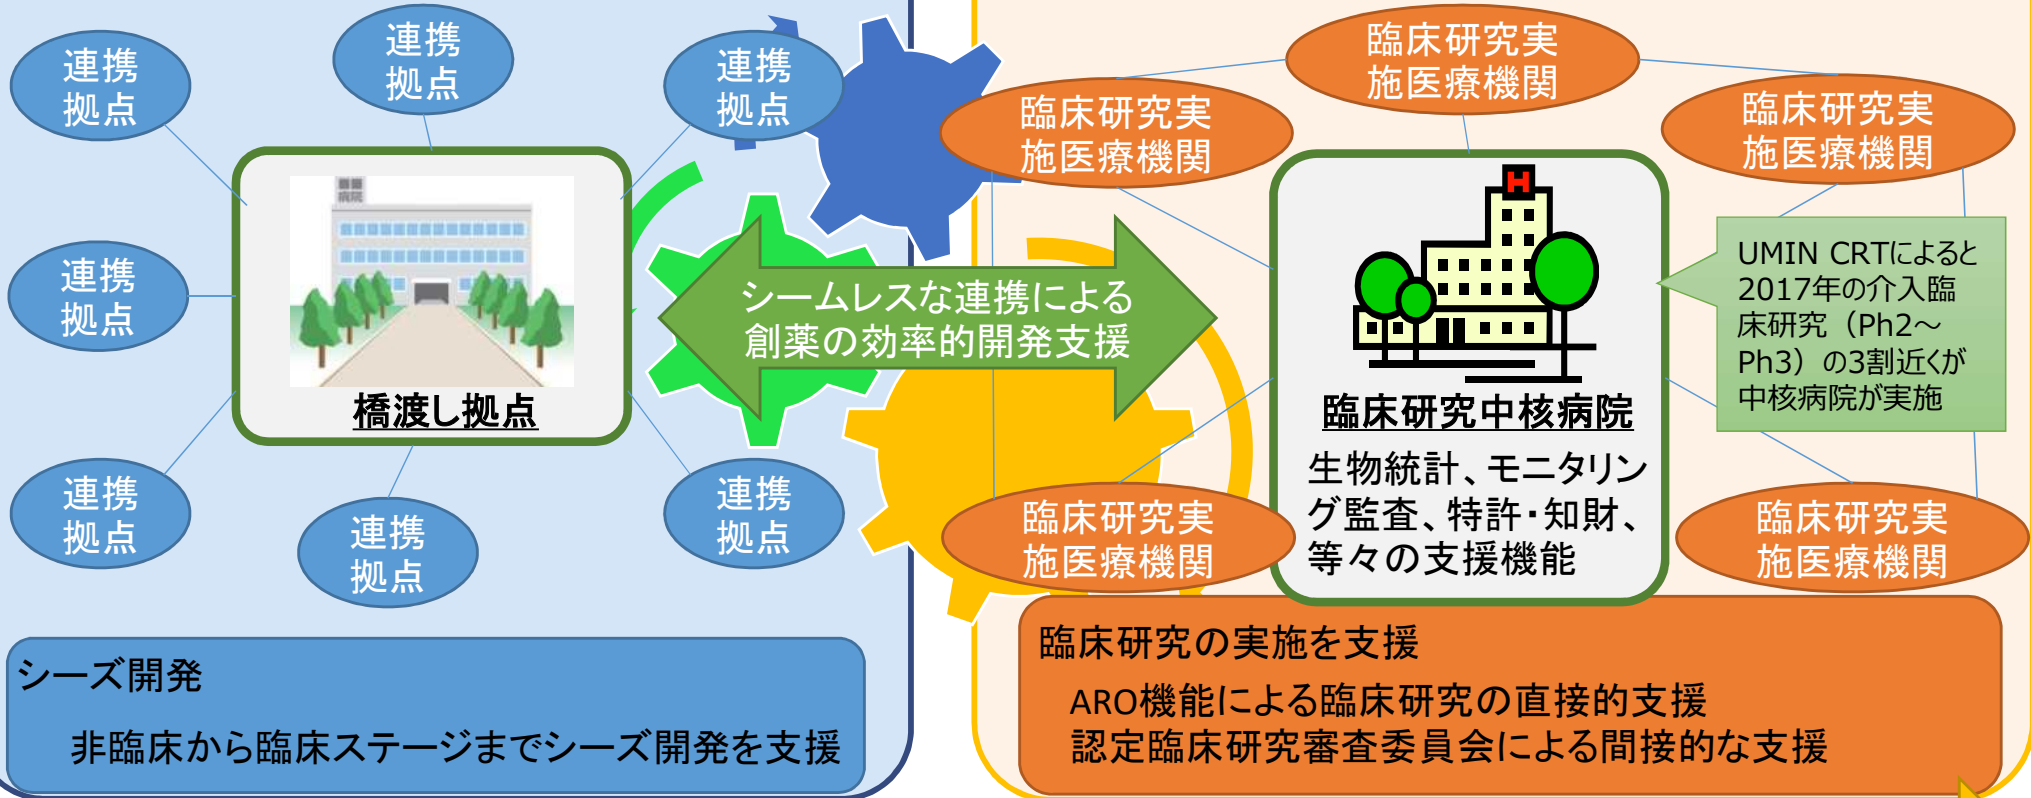 連携
拠点
連携
拠点
連携
拠点
連携
拠点
連携
拠点
連携
拠点
連携
拠点
病院
橋渡し拠点
シーズ開発
非臨床から臨床ステージまでシーズ開発を支援
シームレスな連携による
創薬の効率的開発支援
臨床研究実
施医療機関
臨床研究実
施医療機関
臨床研究実
施医療機関
臨床研究実
施医療機関
臨床研究実
施医療機関
H
臨床研究中核病院
生物統計、モニタリン
グ監査、特許・知財、
等々の支援機能
UMIN CRTによると
2017年の介入臨
床研究（Ph2～
Ph3）の3割近くが
中核病院が実施
臨床研究の実施を支援
ARO機能による臨床研究の直接的支援
認定臨床研究審査委員会による間接的な支援